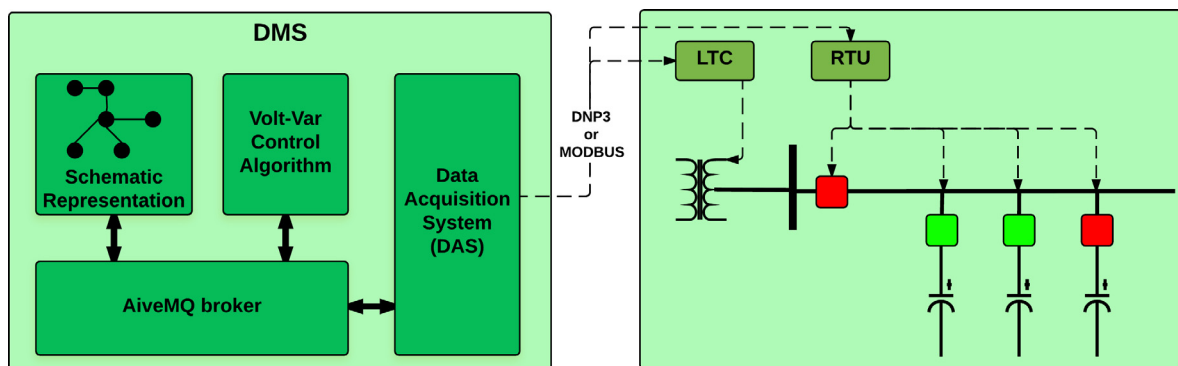 DMS
Schematic
Representation
Volt-Var
Control
Algorithm
Data
Acquisition
System
(DAS)
AiveMQ broker
DNP3
or
MODBUS
LTC
RTU